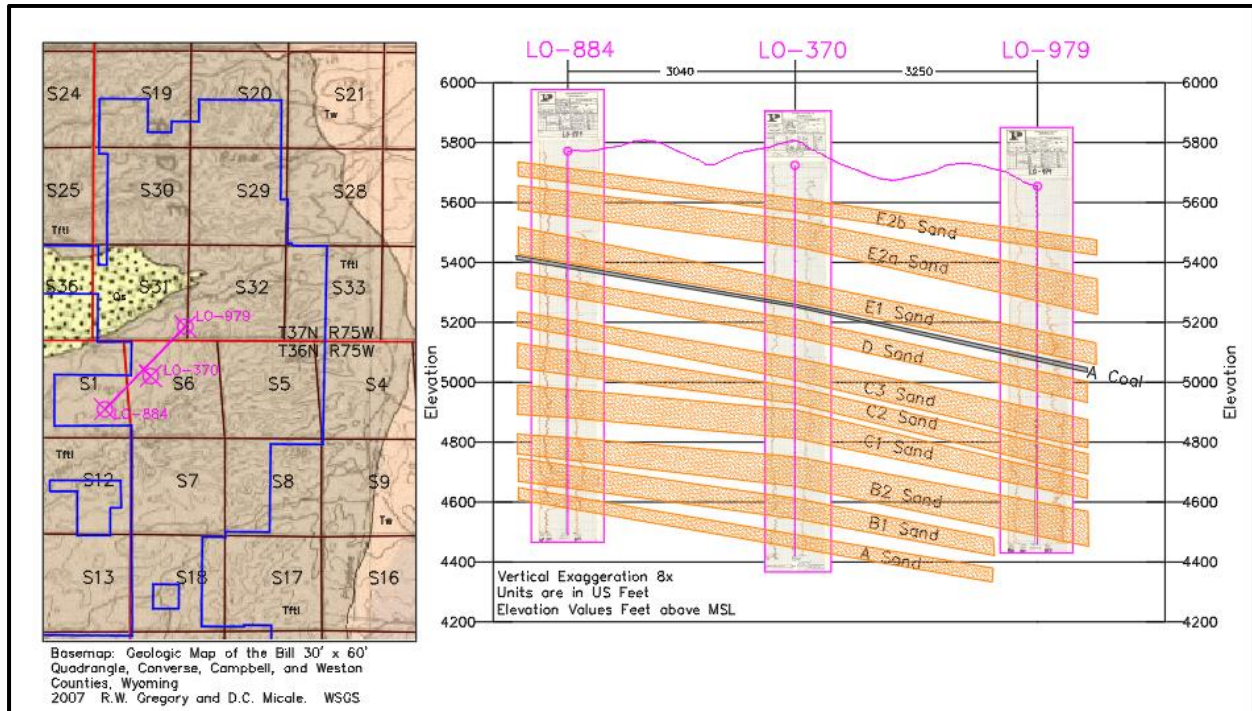 S24
S19
S20
S21
Tw
S25
S30
S29
S28
Tftl
S36
Qs
S31
S32
Tftl
S33
LO-979
T37N R75W
T36N R75W
S1
LO-370
S6
S5
S4
LO-884
Tftl
S12
S7
S8
S9
Tw
S13
S18
S17
S16
Tftl
Basemap: Geologic Map of the Bill 30' x 60'
Quadrangle, Converse, Campbell, and Weston
Counties, Wyoming
2007 R.W. Gregory and D.C. Micale. WSGS
LO-884
LO-370
LO-979
3040
3250
6000
5800
5600
5400
5200
5000
4800
4600
4400
4200
Elevation
P
LO-884
P
P
LO-979
E2b Sand
E2a Sand
E1 Sand
A Coal
D Sand
C3 Sand
C2 Sand
C1 Sand
B2 Sand
B1 Sand
A Sand
Vertical Exaggeration 8x
Units are in US Feet
Elevation Values Feet above MSL
6000
5800
5600
5400
5200
5000
4800
4600
4400
4200
Elevation